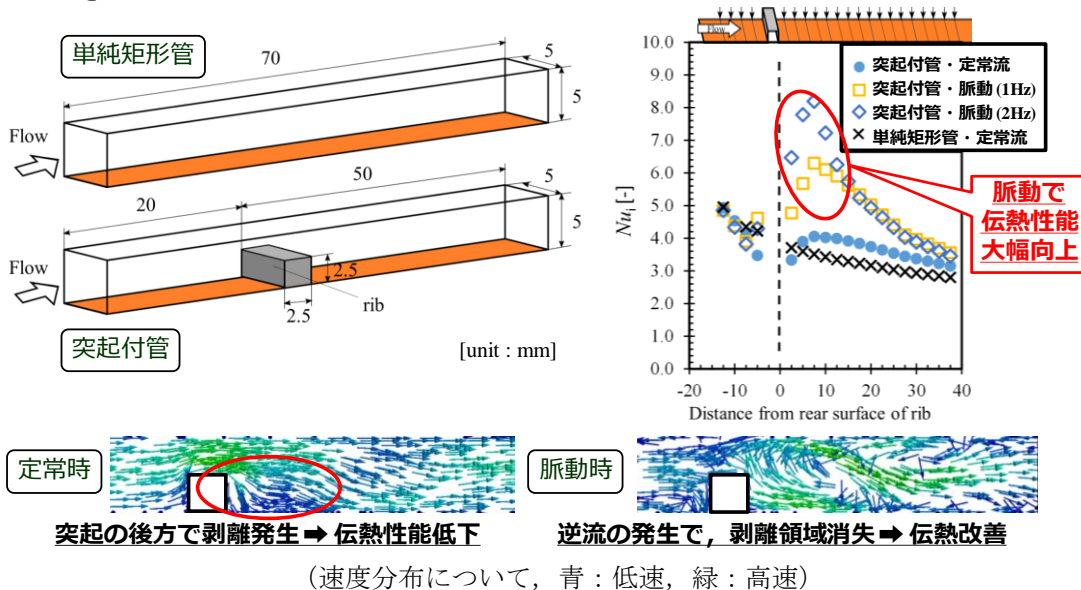 単純矩形管
70
5
5
Flow
50
20
5
5
Flow
2.5
2.5
rib
突起付管
[unit : mm]
Flow
10.0
9.0
8.0
7.0
6.0
5.0
4.0
3.0
2.0
1.0
0.0
Nui [-]
-20 -10 0 10 20 30 40
Distance from rear surface of rib
突起付管・定常流
突起付管・脈動 (1Hz)
突起付管・脈動 (2Hz)
単純矩形管・定常流
脈動で
伝熱性能
大幅向上
定常時
突起の後方で剥離発生 ➡ 伝熱性能低下
脈動時
逆流の発生で，剥離領域消失 ➡ 伝熱改善
（速度分布について，青：低速，緑：高速）